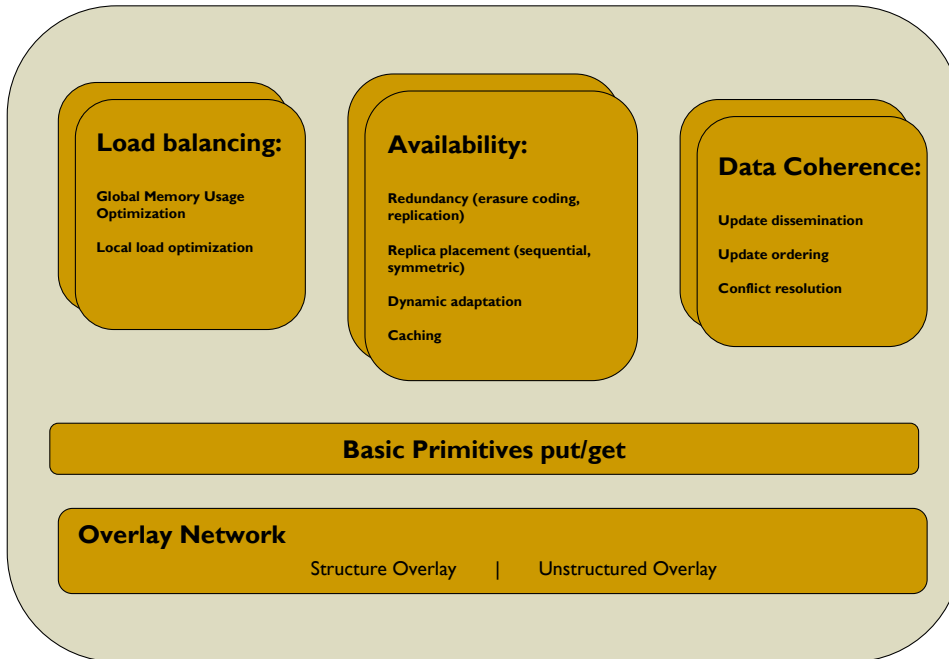 Load balancing:
Global Memory Usage
Optimization
Local load optimization
Availability:
Redundancy (erasure coding,
replication)
Replica placement (sequential,
symmetric)
Dynamic adaptation
Caching
Data Coherence:
Update dissemination
Update ordering
Conflict resolution
Basic Primitives put/get
Overlay Network
Structure Overlay | Unstructured Overlay